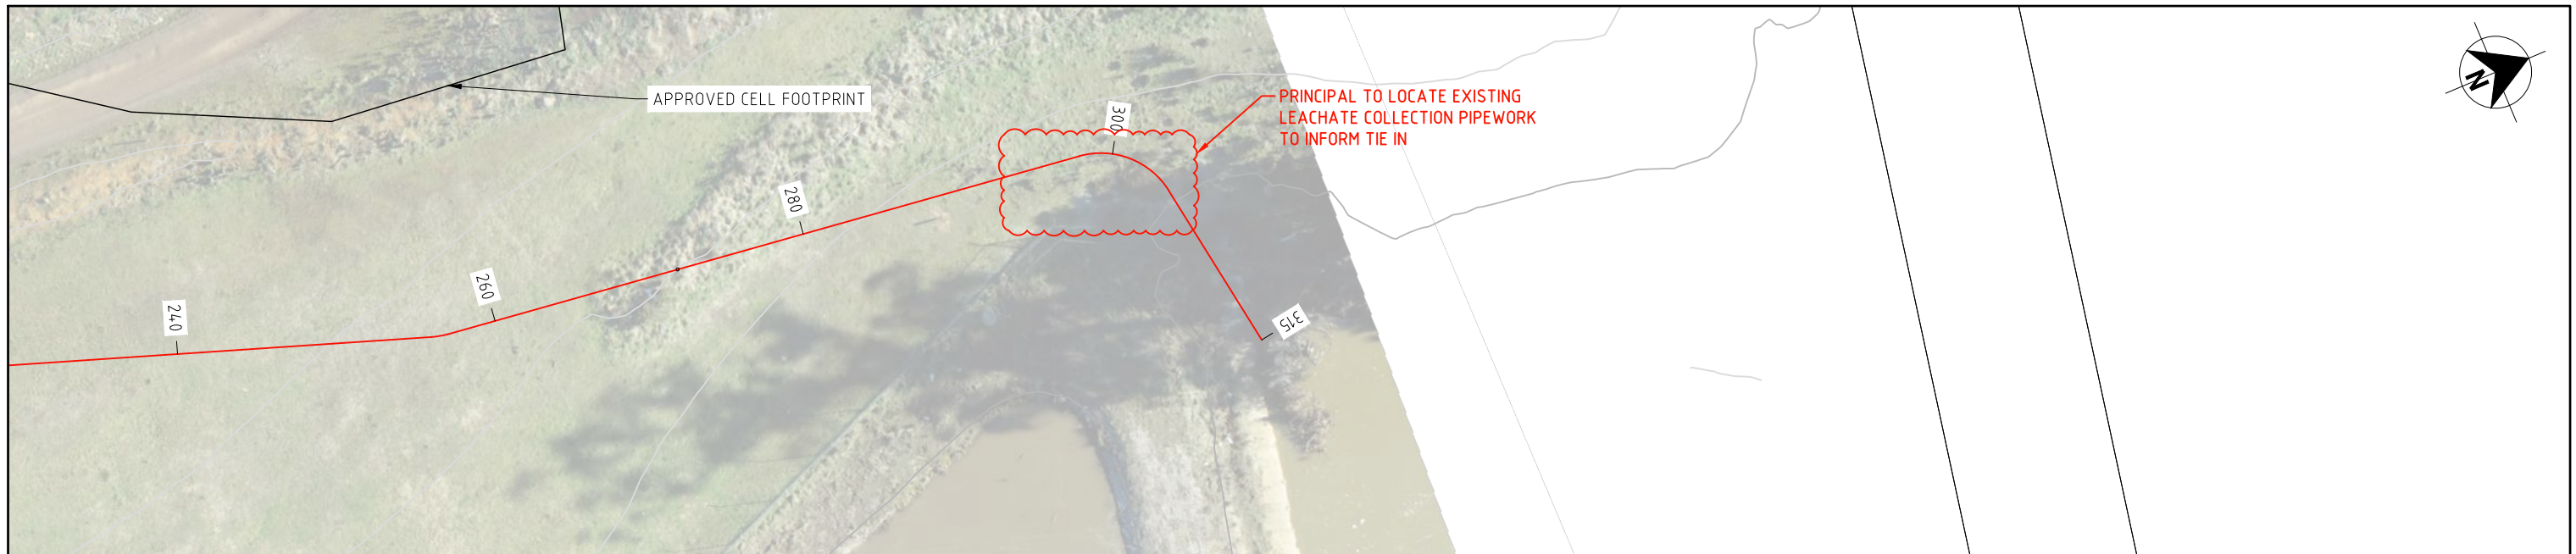 APPROVED CELL FOOTPRINT
PRINCIPAL TO LOCATE EXISTING
LEACHATE COLLECTION PIPEWORK
TO INFORM TIE IN
240
260
280
300
315
N